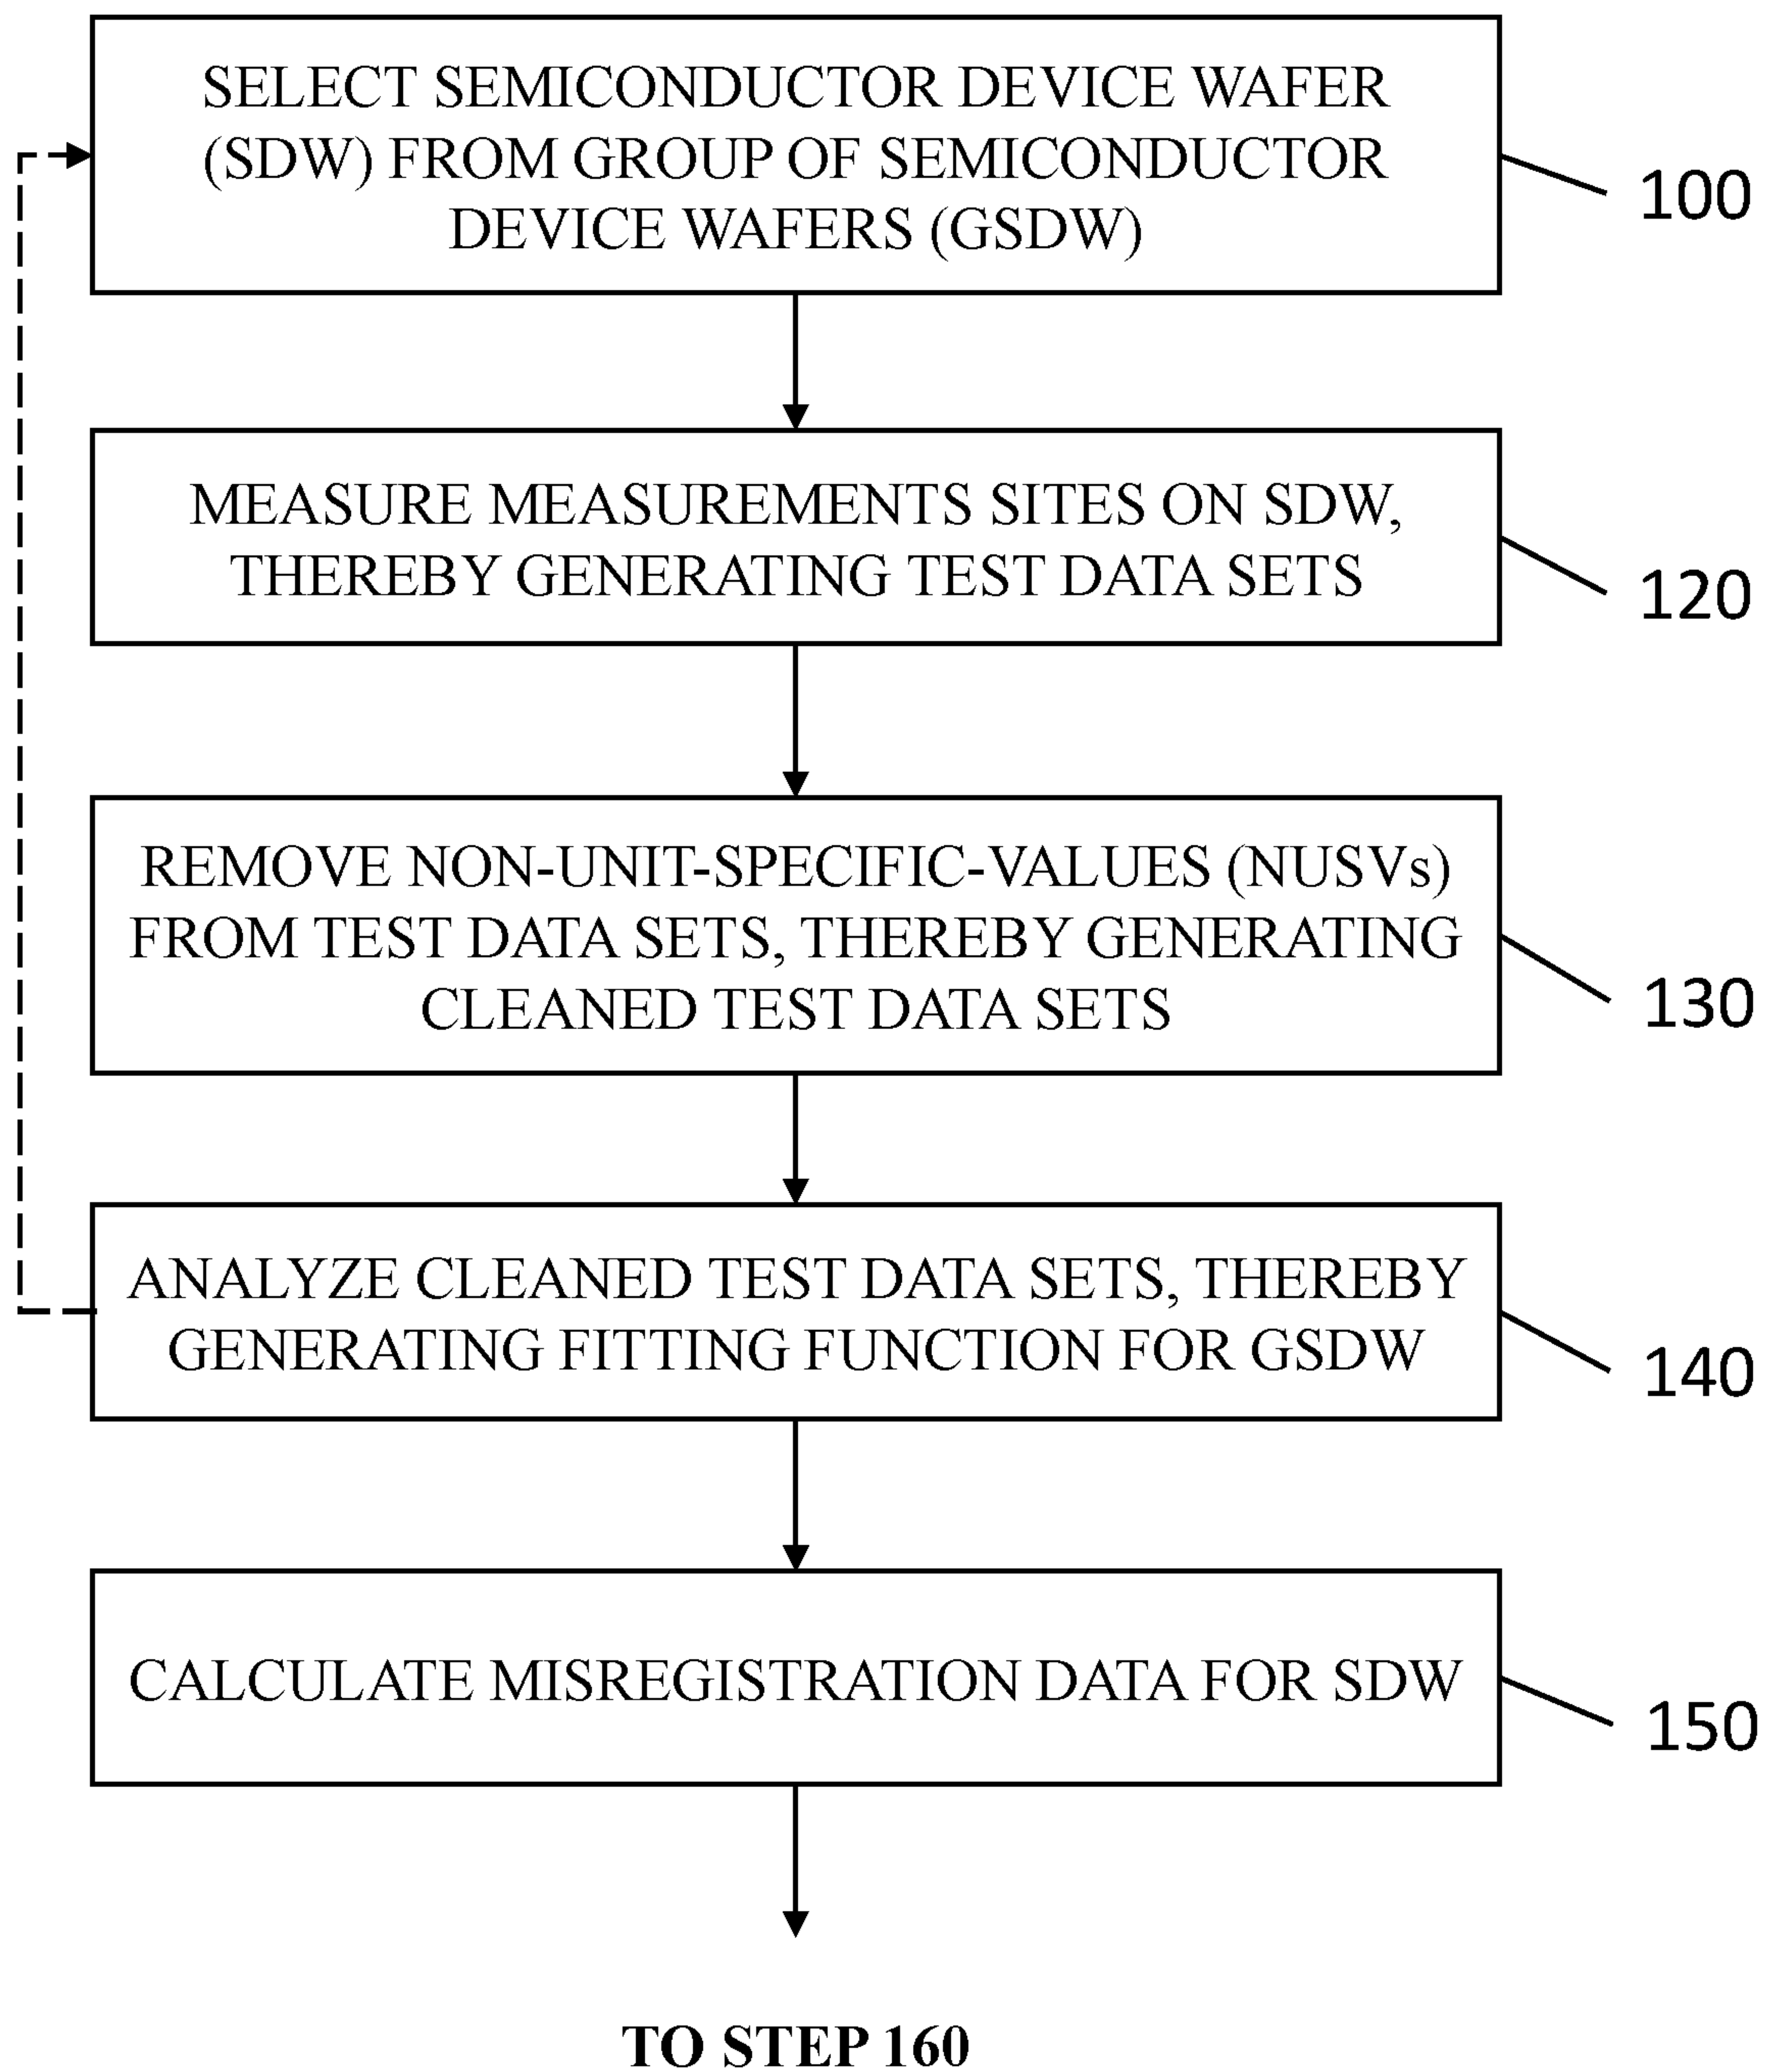 SELECT SEMICONDUCTOR DEVICE WAFER
(SDW) FROM GROUP OF SEMICONDUCTOR
DEVICE WAFERS (GSDW)
100
MEASURE MEASUREMENTS SITES ON SDW,
THEREBY GENERATING TEST DATA SETS
120
REMOVE NON-UNIT-SPECIFIC-VALUES (NUSVs)
FROM TEST DATA SETS, THEREBY GENERATING
CLEANED TEST DATA SETS
130
ANALYZE CLEANED TEST DATA SETS, THEREBY
GENERATING FITTING FUNCTION FOR GSDW
140
CALCULATE MISREGISTRATION DATA FOR SDW
150
TO STEP 160